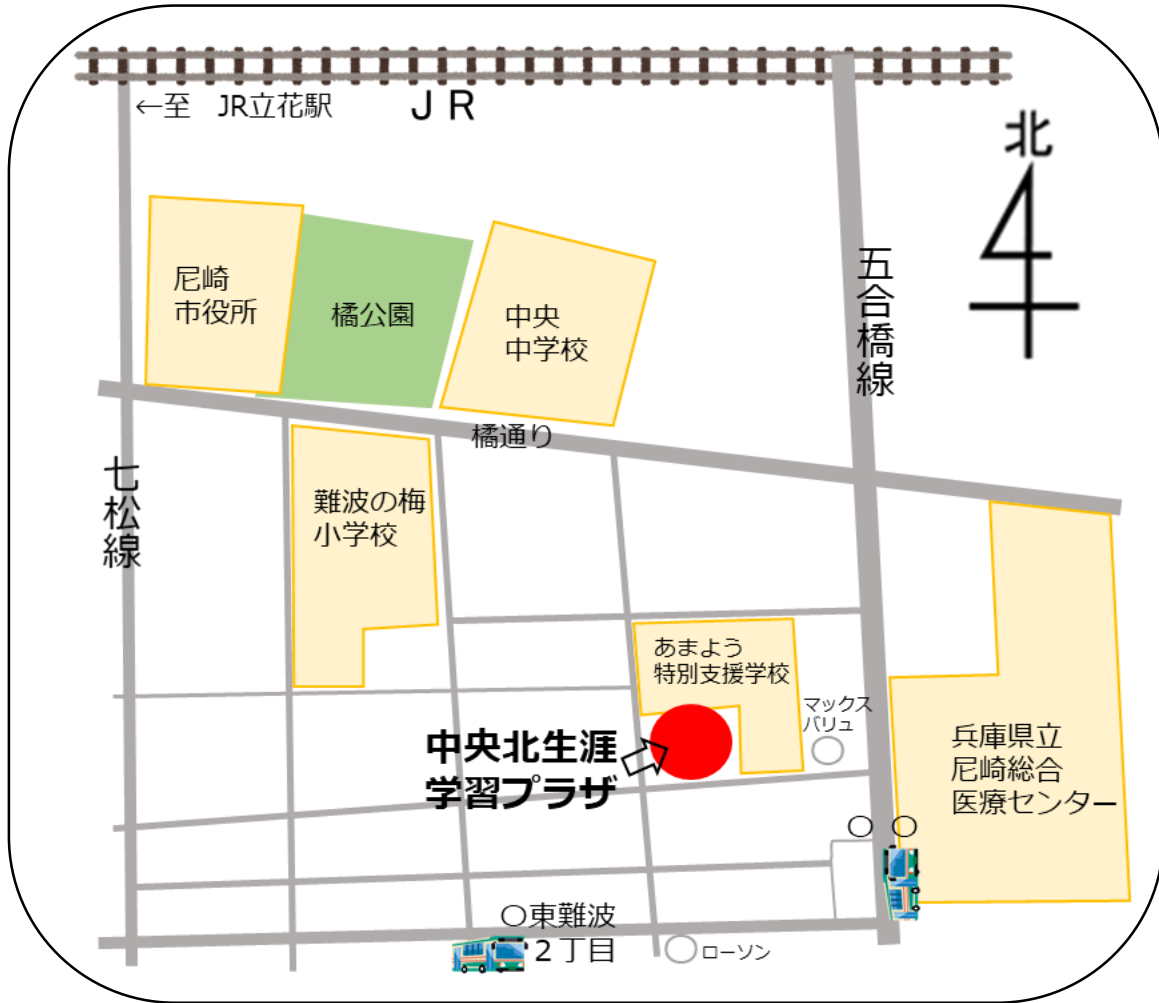 ←至　JR立花駅
ＪＲ
北
尼崎
市役所
橘公園
中央
中学校
五合橋線
橘通り
七松線
難波の梅
小学校
あまよう
特別支援学校
マックス
バリュ
中央北生涯
学習プラザ
兵庫県立
尼崎総合
医療センター
○東難波
２丁目
ローソン